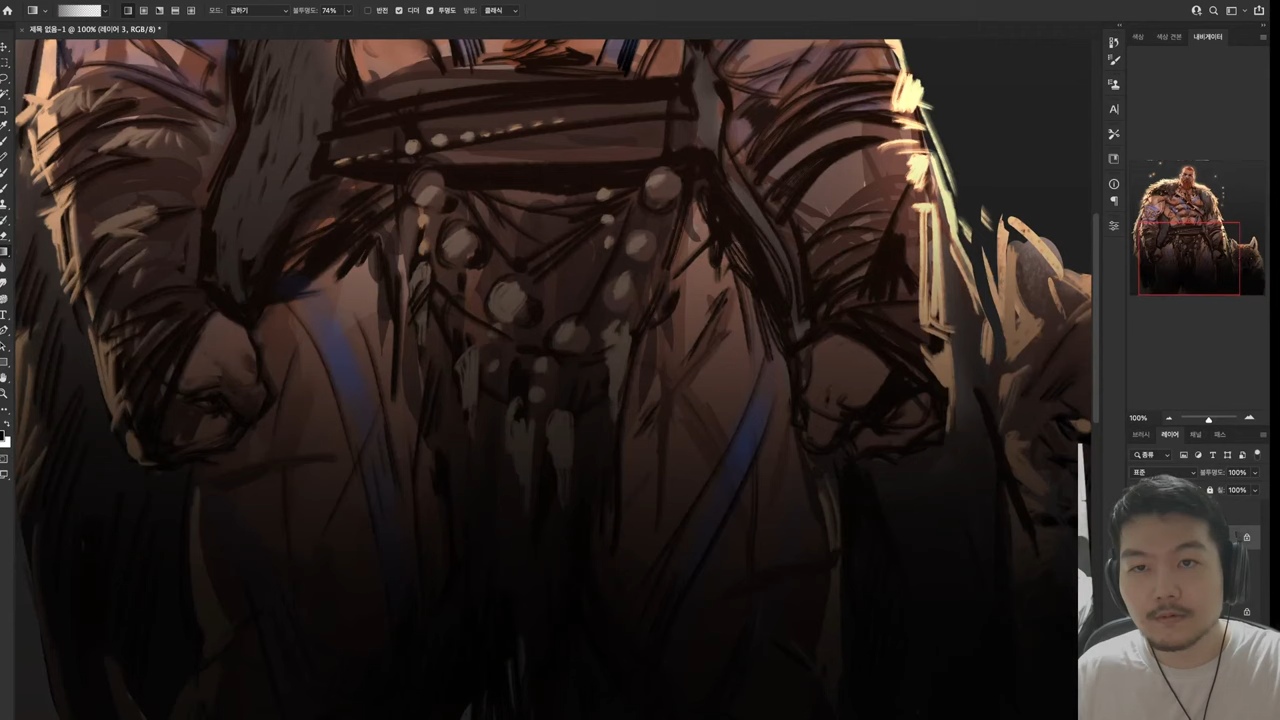 모드: 곱하기 불투명도: 74% 반전 디더 투명도 방법: 클래식
제목 없음-1 @ 100% (레이어 3, RGB/8) *
색상 색상 견본 내비게이터
100%
브러시 레이어 채널 패스
종류
표준 불투명도: 100%
칠: 100%